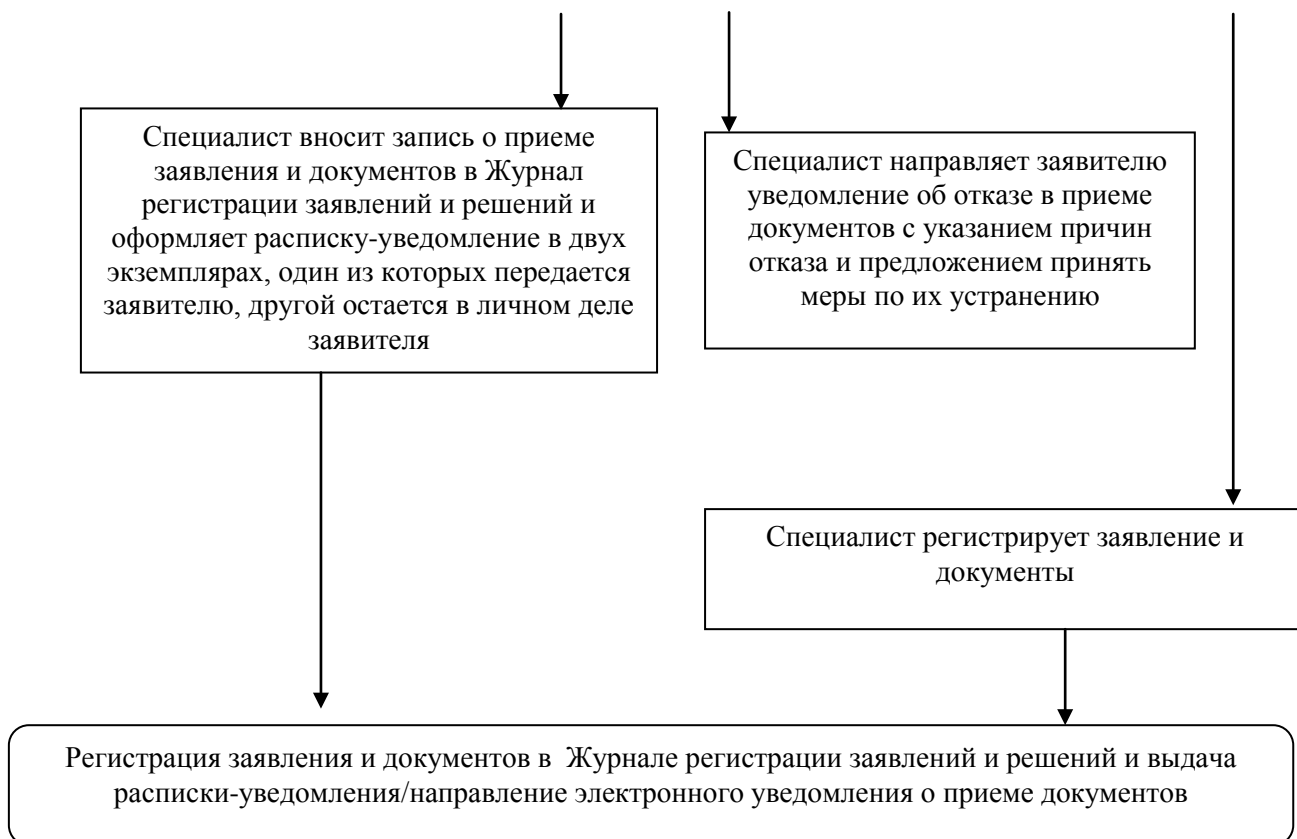 Специалист вносит запись о приеме
заявления и документов в Журнал
регистрации заявлений и решений и
оформляет расписку-уведомление в двух
экземплярах, один из которых передается
заявителю, другой остается в личном деле
заявителя
Специалист направляет заявителю
уведомление об отказе в приеме
документов с указанием причин
отказа и предложением принять
меры по их устранению
Специалист регистрирует заявление и
документы
Регистрация заявления и документов в  Журнале регистрации заявлений и решений и выдача
расписки-уведомления/направление электронного уведомления о приеме документов